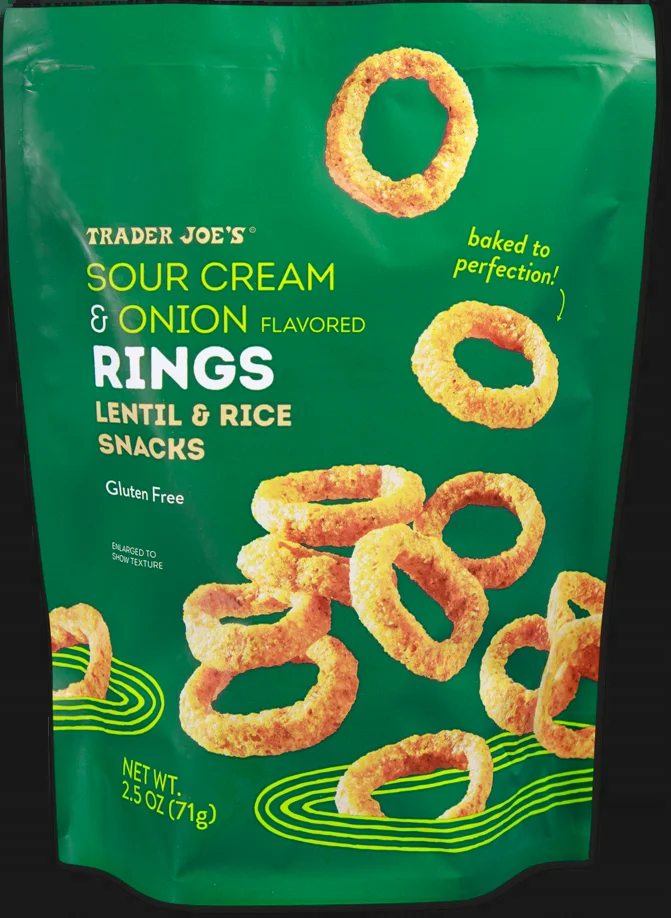 TRADER JOE'S®
SOUR CREAM
& ONION FLAVORED
RINGS
LENTIL & RICE
SNACKS
Gluten Free
ENLARGED TO
SHOW TEXTURE
baked to
perfection!
NET WT.
2.5 OZ (71g)